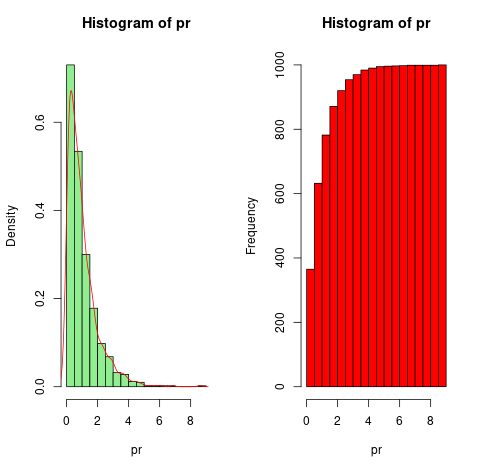 Histogram of pr
Density
0.0 0.2 0.4 0.6
0 2 4 6 8
pr
Histogram of pr
Frequency
0 200 400 600 800 1000
0 2 4 6 8
pr